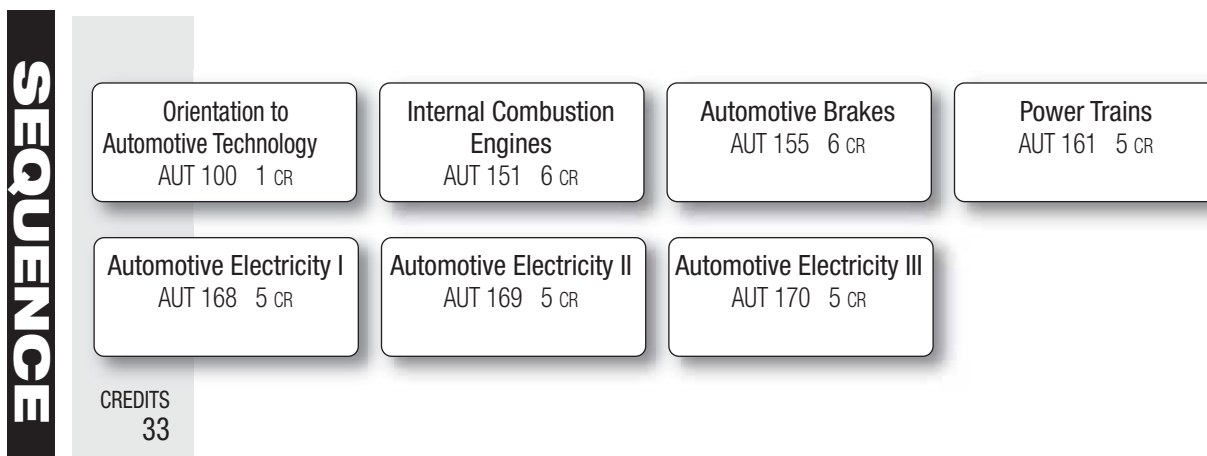 SEQUENCE
Orientation to
Automotive Technology
AUT 100 1 CR
Internal Combustion
Engines
AUT 151 6 CR
Automotive Brakes
AUT 155 6 CR
Power Trains
AUT 161 5 CR
Automotive Electricity I
AUT 168 5 CR
Automotive Electricity II
AUT 169 5 CR
Automotive Electricity III
AUT 170 5 CR
CREDITS
33